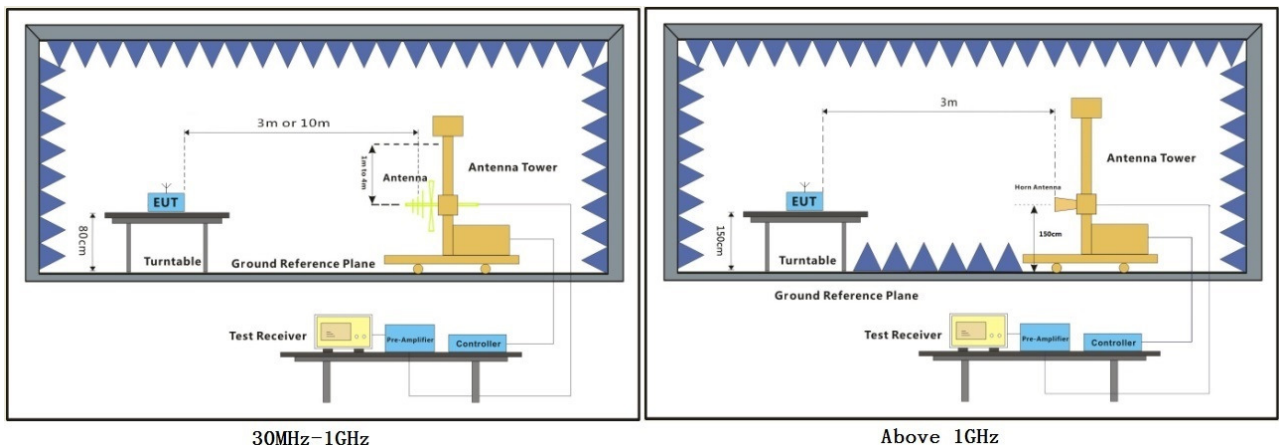 3m or 10m
1m to 4m
Antenna
Antenna Tower
EUT
80cm
Turntable
Ground Reference Plane
Test Receiver
Pre-Amplifier
Controller
30MHz-1GHz
3m
Antenna Tower
Horn Antenna
EUT
150cm
150cm
Turntable
Ground Reference Plane
Test Receiver
Pre-Amplifier
Controller
Above 1GHz